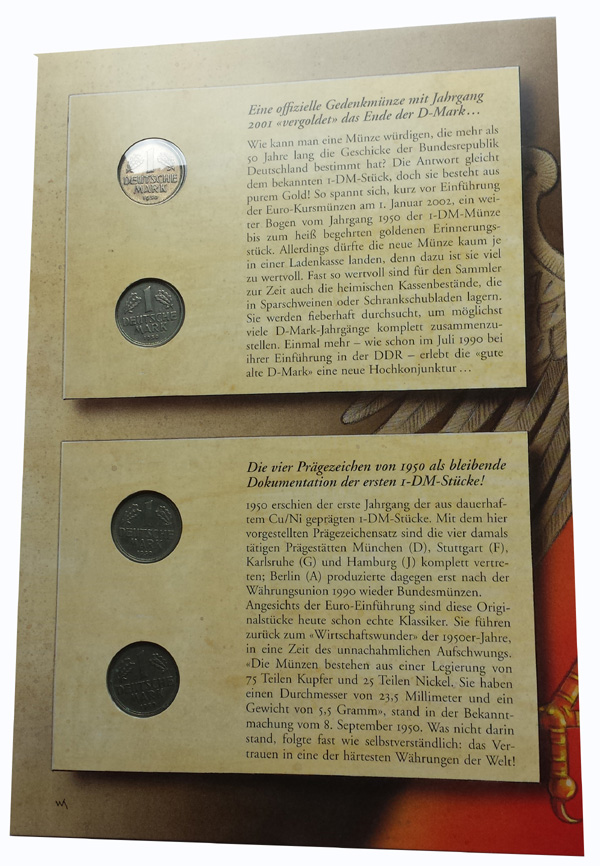 Eine offizielle Gedenkmünze mit Jahrgang
2001 «vergoldet» das Ende der D-Mark…
Wie kann man eine Münze würdigen, die mehr als
50 Jahre lang die Geschicke der Bundesrepublik
Deutschland bestimmt hat? Die Antwort gleicht
dem bekannten 1-DM-Stück, doch sie besteht aus
purem Gold! So spannt sich, kurz vor Einführung
der Euro-Kursmünzen am 1. Januar 2002, ein wei-
ter Bogen vom Jahrgang 1950 der 1-DM-Münze
bis zum heiß begehrten goldenen Erinnerungs-
stück. Allerdings dürfte die neue Münze kaum je
in einer Ladenkasse landen, denn dazu ist sie viel
zu wertvoll. Fast so wertvoll sind für den Sammler
zur Zeit auch die heimischen Kassenbestände, die
in Sparschweinen oder Schrankschubladen lagern.
Sie werden fieberhaft durchsucht, um möglichst
viele D-Mark-Jahrgänge komplett zusammenzu-
stellen. Einmal mehr – wie schon im Juli 1990 bei
ihrer Einführung in der DDR – erlebt die «gute
alte D-Mark» eine neue Hochkonjunktur…
1
DEUTSCHE
MARK
1
DEUTSCHE
MARK
Die vier Prägezeichen von 1950 als bleibende
Dokumentation der ersten 1-DM-Stücke!
1950 erschien der erste Jahrgang der aus dauerhaf-
tem Cu/Ni geprägten 1-DM-Stücke. Mit dem hier
vorgestellten Prägezeichensatz sind die vier damals
tätigen Prägestätten München (D), Stuttgart (F),
Karlsruhe (G) und Hamburg (J) komplett vertre-
ten; Berlin (A) produzierte dagegen erst nach der
Währungsunion 1990 wieder Bundesmünzen.
Angesichts der Euro-Einführung sind diese Origi-
nalstücke heute schon echte Klassiker. Sie führen
zurück zum «Wirtschaftswunder» der 1950er-Jahre,
in eine Zeit des unnachahmlichen Aufschwungs.
«Die Münzen bestehen aus einer Legierung von
75 Teilen Kupfer und 25 Teilen Nickel. Sie haben
einen Durchmesser von 23,5 Millimeter und ein
Gewicht von 5,5 Gramm», stand in der Bekannt-
machung vom 8. September 1950. Was nicht darin
stand, folgte fast wie selbstverständlich: das Ver-
trauen in eine der härtesten Währungen der Welt!
1
DEUTSCHE
MARK
1
DEUTSCHE
MARK